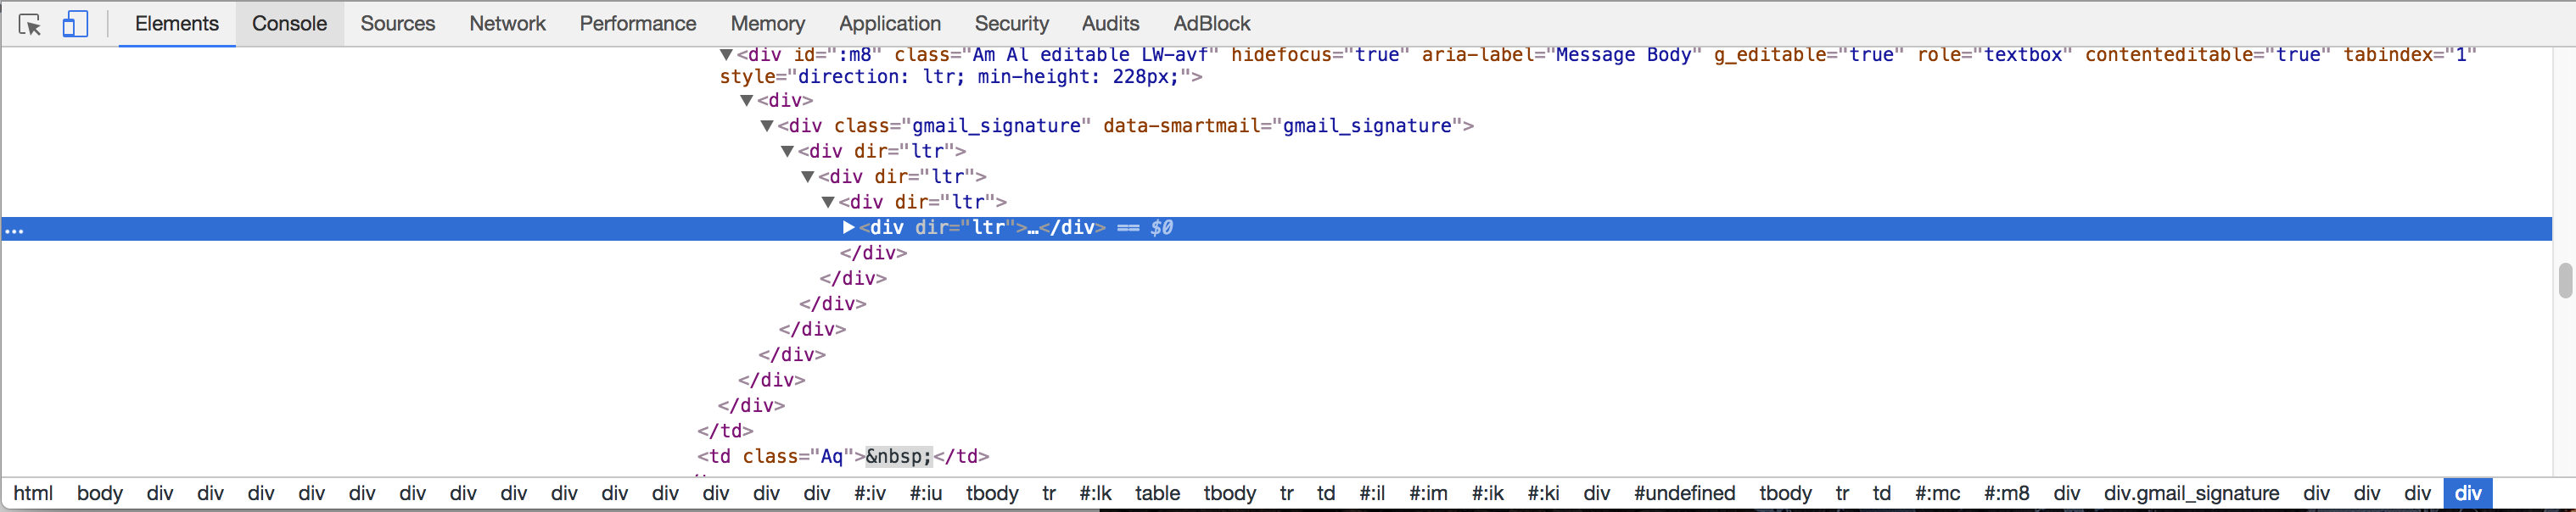 Elements Console Sources Network Performance Memory Application Security Audits AdBlock
▼<div id=":m8" class="Am Al editable LW-avf" hidefocus="true" aria-label="Message Body" g_editable="true" role="textbox" contenteditable="true" tabindex="1"
style="direction: ltr; min-height: 228px;">
▼<div>
▼<div class="gmail_signature" data-smartmail="gmail_signature">
▼<div dir="ltr">
▼<div dir="ltr">
▼<div dir="ltr">
... ▶<div dir="ltr">…</div> == $0
</div>
</div>
</div>
</div>
</div>
</div>
</div>
</td>
<td class="Aq">&nbsp;</td>
html body div div div div div div div div div div div div div div #:iv #:iu tbody tr #:lk table tbody tr td #:il #:im #:ik #:ki div #undefined tbody tr td #:mc #:m8 div div.gmail_signature div div div div